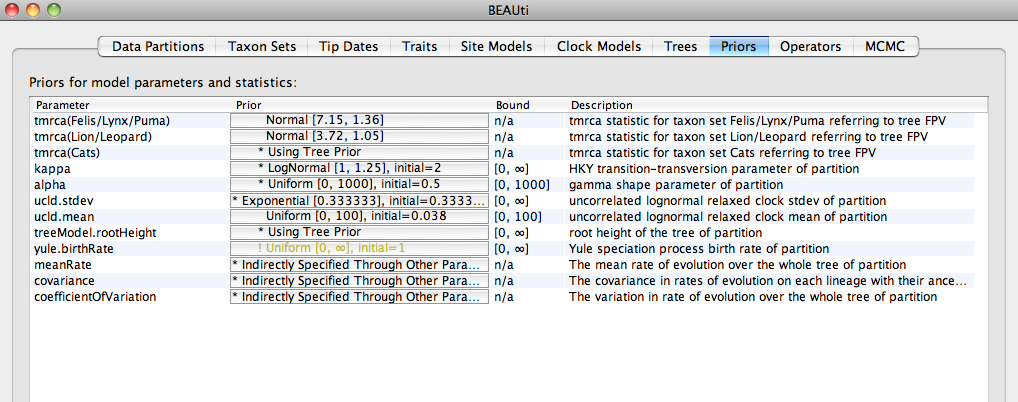 BEAUti
Data Partitions Taxon Sets Tip Dates Traits Site Models Clock Models Trees Priors Operators MCMC
Priors for model parameters and statistics:
Parameter Prior Bound Description
tmrca(Felis/Lynx/Puma) Normal [7.15, 1.36] n/a tmrca statistic for taxon set Felis/Lynx/Puma referring to tree FPV
tmrca(Lion/Leopard) Normal [3.72, 1.05] n/a tmrca statistic for taxon set Lion/Leopard referring to tree FPV
tmrca(Cats) * Using Tree Prior n/a tmrca statistic for taxon set Cats referring to tree FPV
kappa * LogNormal [1, 1.25], initial=2 [0, ∞] HKY transition-transversion parameter of partition
alpha * Uniform [0, 1000], initial=0.5 [0, 1000] gamma shape parameter of partition
ucld.stdev * Exponential [0.333333], initial=0.3333... [0, ∞] uncorrelated lognormal relaxed clock stdev of partition
ucld.mean Uniform [0, 100], initial=0.038 [0, 100] uncorrelated lognormal relaxed clock mean of partition
treeModel.rootHeight * Using Tree Prior [0, ∞] root height of the tree of partition
yule.birthRate ! Uniform [0, ∞], initial=1 [0, ∞] Yule speciation process birth rate of partition
meanRate * Indirectly Specified Through Other Para... n/a The mean rate of evolution over the whole tree of partition
covariance * Indirectly Specified Through Other Para... n/a The covariance in rates of evolution on each lineage with their ance...
coefficientOfVariation * Indirectly Specified Through Other Para... n/a The variation in rate of evolution over the whole tree of partition